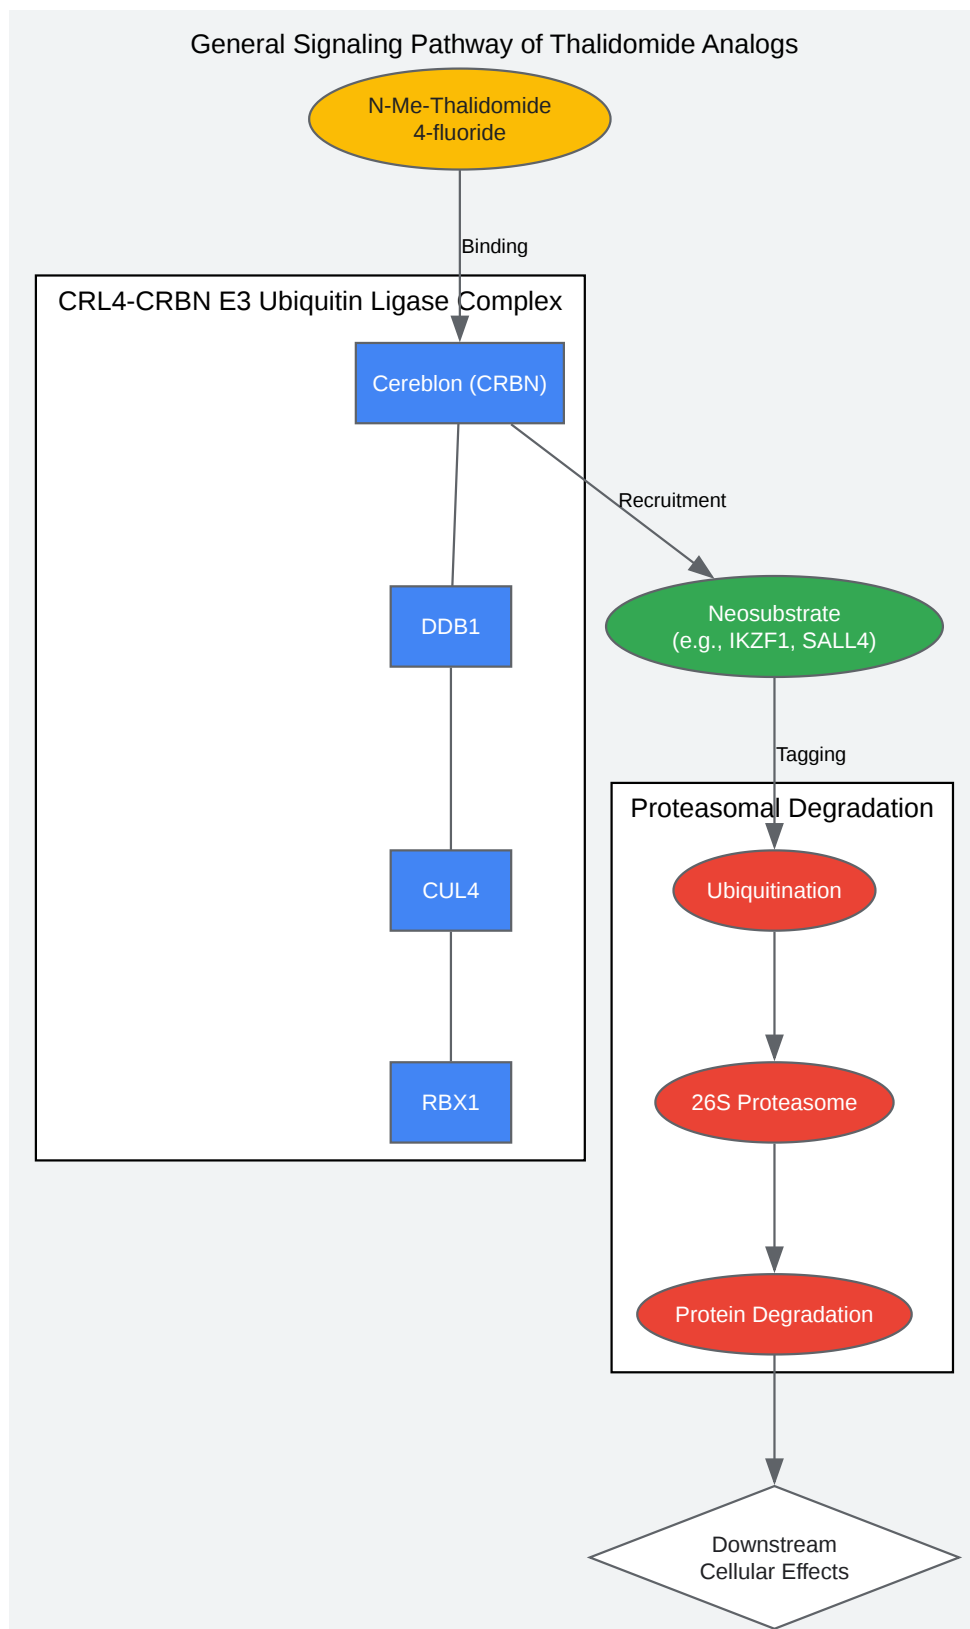 General Signaling Pathway of Thalidomide Analogs
N-Me-Thalidomide
4-fluoride
Binding
CRL4-CRBN E3 Ubiquitin Ligase Complex
Cereblon (CRBN)
Recruitment
DDB1
Neosubstrate
(e.g., IKZF1, SALL4)
Tagging
Proteasomal Degradation
CUL4
Ubiquitination
RBX1
26S Proteasome
Protein Degradation
Downstream
Cellular Effects